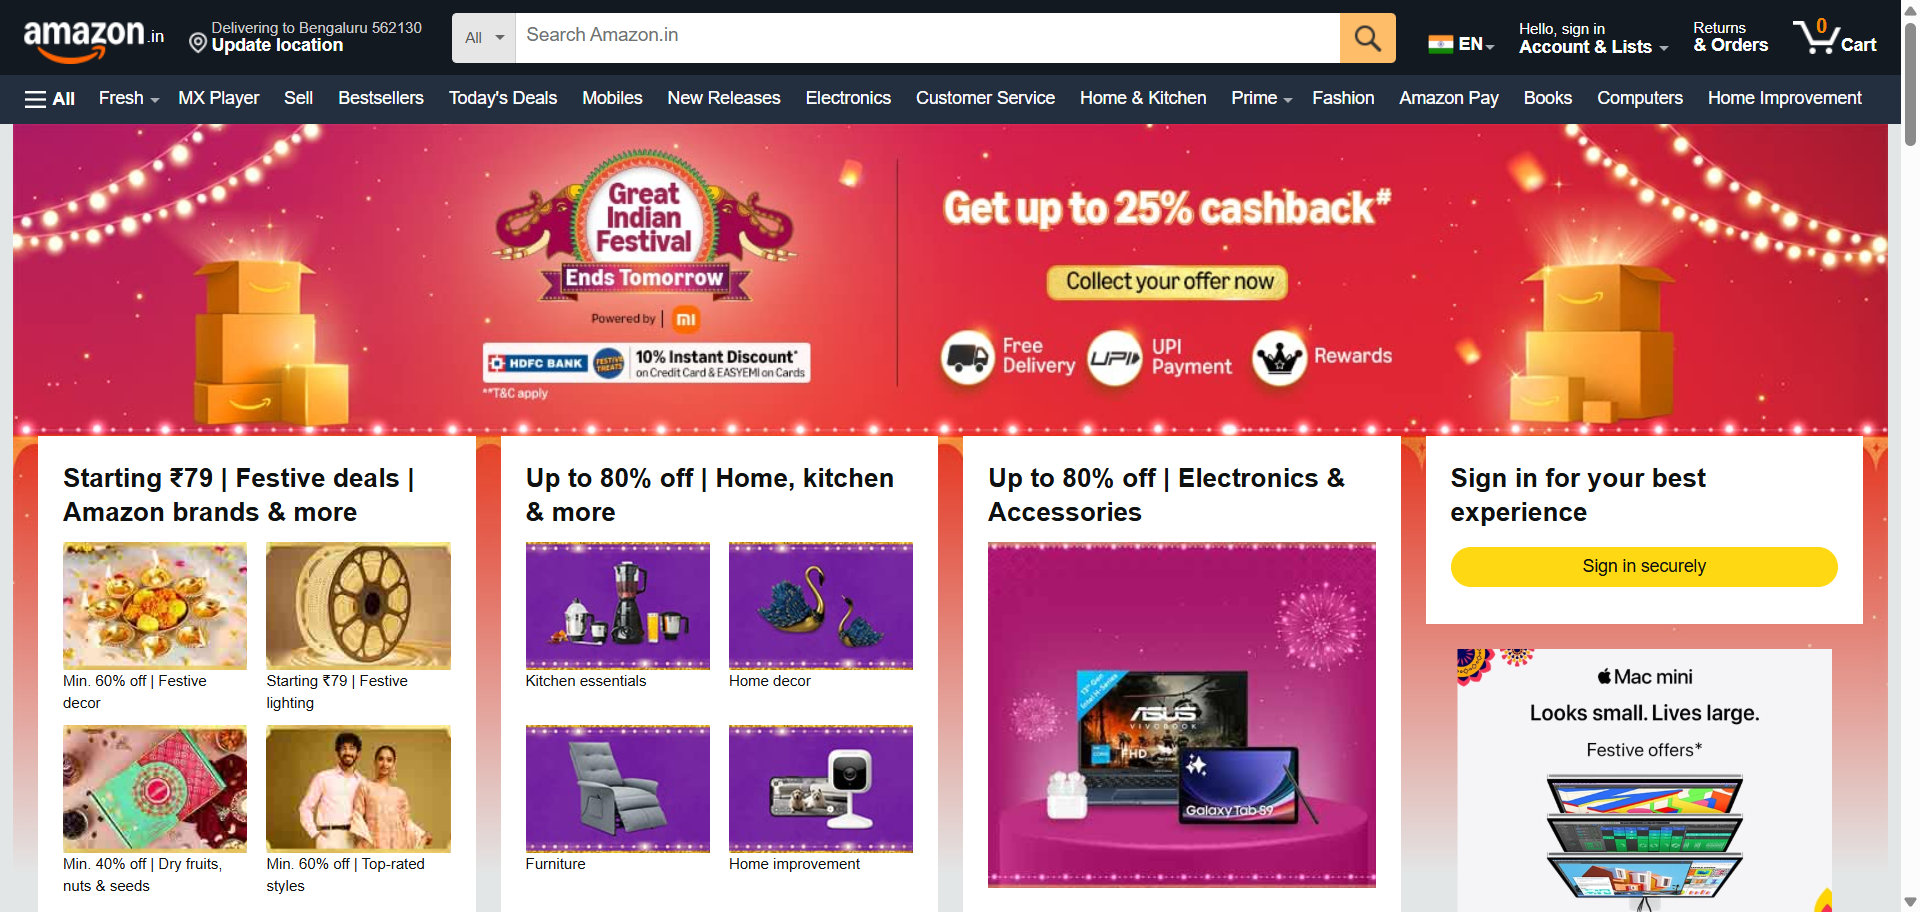 amazon.in
Delivering to Bengaluru 562130
Update location
All
Search Amazon.in
EN
Hello, sign in
Account & Lists
Returns
& Orders
0
Cart
All
Fresh
MX Player
Sell
Bestsellers
Today's Deals
Mobiles
New Releases
Electronics
Customer Service
Home & Kitchen
Prime
Fashion
Amazon Pay
Books
Computers
Home Improvement
Great
Indian
Festival
Ends Tomorrow
Powered by | mi
HDFC BANK
FESTIVE
TREATS
10% Instant Discount*
on Credit Card & EASYEMI on Cards
**T&C apply
Get up to 25% cashback#
Collect your offer now
Free
Delivery
UPI
UPI
Payment
Rewards
Starting ₹79 | Festive deals |
Amazon brands & more
Min. 60% off | Festive
decor
Starting ₹79 | Festive
lighting
Min. 40% off | Dry fruits,
nuts & seeds
Min. 60% off | Top-rated
styles
Up to 80% off | Home, kitchen
& more
Kitchen essentials
Home decor
Furniture
Home improvement
Up to 80% off | Electronics &
Accessories
13th Gen
Intel H-Series
ASUS
VIVOBOOK
FHD
Galaxy Tab S9
Sign in for your best
experience
Sign in securely
Mac mini
Looks small. Lives large.
Festive offers*